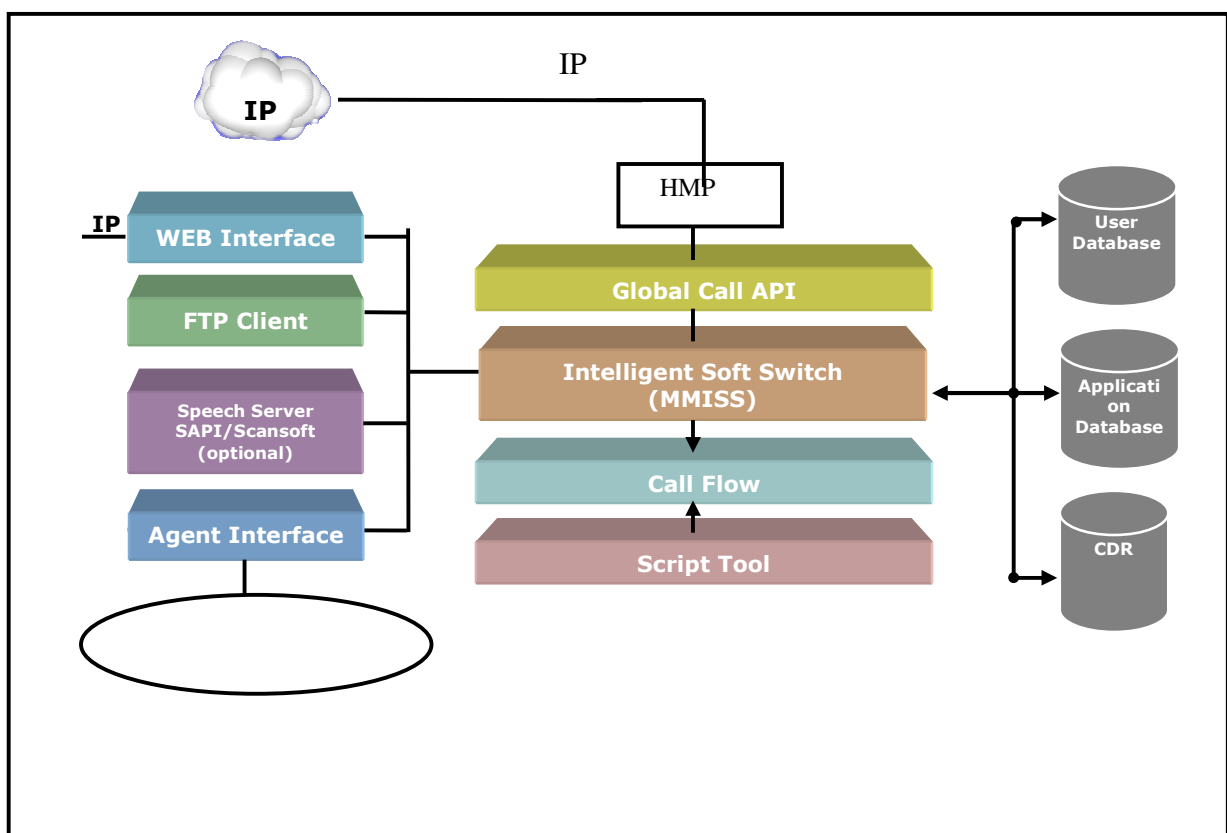 IP
IP
HMP
IP
WEB Interface
FTP Client
Speech Server
SAPI/Scansoft
(optional)
Agent Interface
Global Call API
Intelligent Soft Switch
(MMISS)
Call Flow
Script Tool
User
Database
Applicati
on
Database
CDR